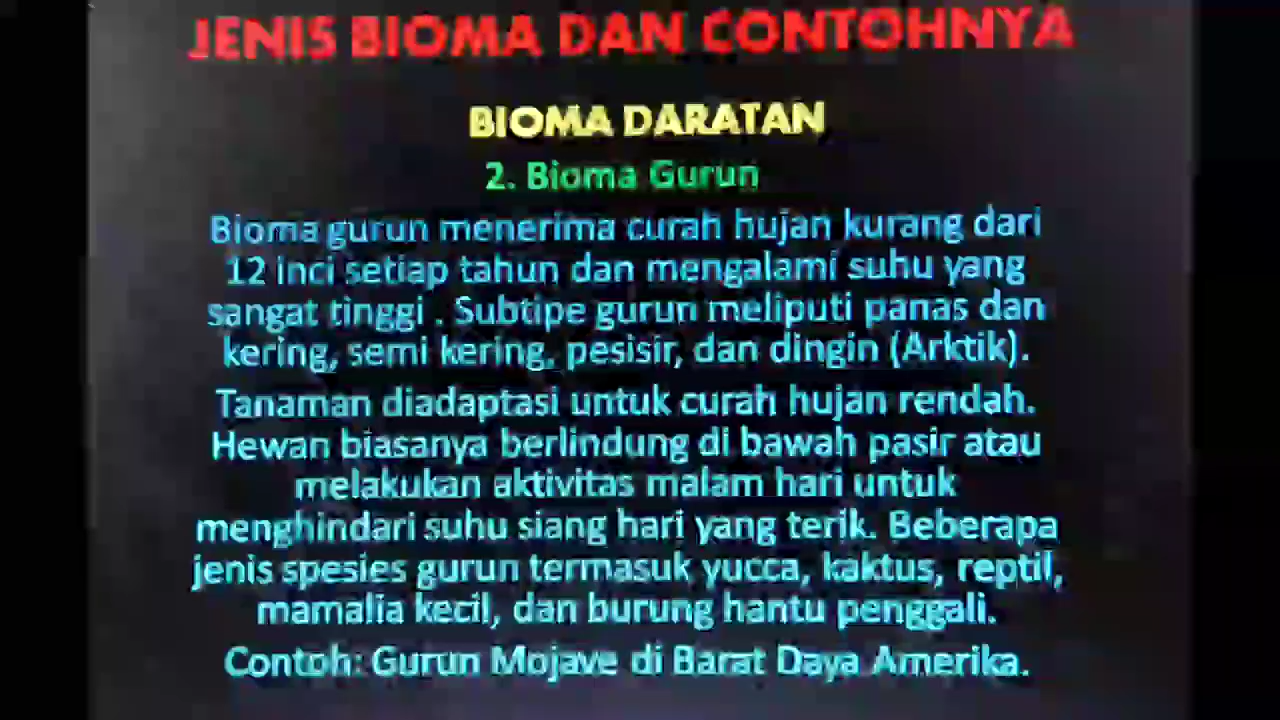 JENIS BIOMA DAN CONTOHNYA
BIOMA DARATAN
2. Bioma Gurun
Bioma gurun menerima curah hujan kurang dari
12 inci setiap tahun dan mengalami suhu yang
sangat tinggi . Subtipe gurun meliputi panas dan
kering, semi kering, pesisir, dan dingin (Arktik).
Tanaman diadaptasi untuk curah hujan rendah.
Hewan biasanya berlindung di bawah pasir atau
melakukan aktivitas malam hari untuk
menghindari suhu siang hari yang terik. Beberapa
jenis spesies gurun termasuk yucca, kaktus, reptil,
mamalia kecil, dan burung hantu penggali.
Contoh: Gurun Mojave di Barat Daya Amerika.